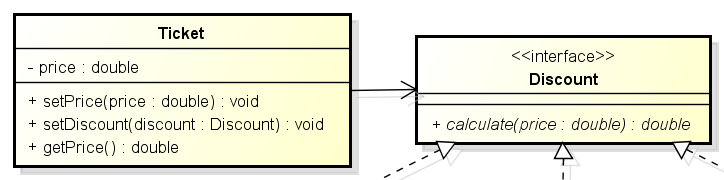 Ticket
- price : double
+ setPrice(price : double) : void
+ setDiscount(discount : Discount) : void
+ getPrice() : double
<<interface>>
Discount
+ calculate(price : double) : double